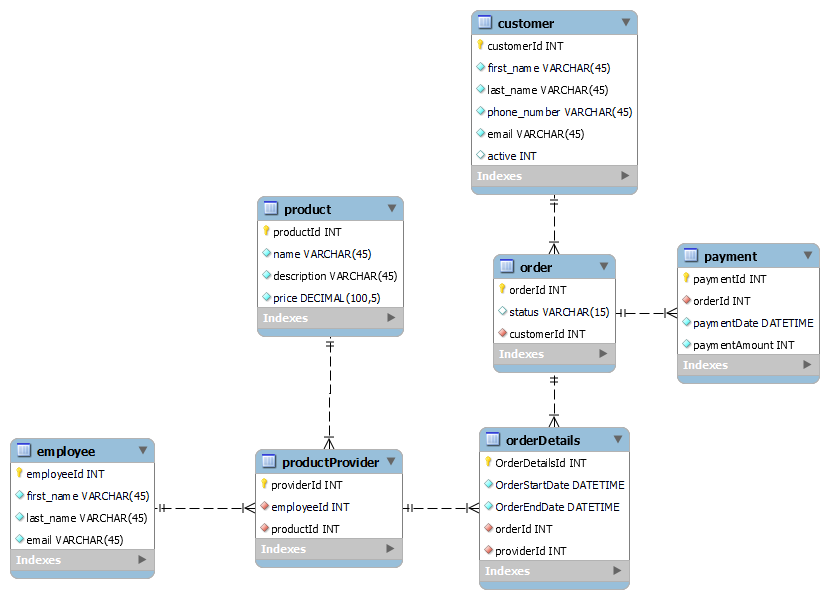 customer
customerId INT
first_name VARCHAR(45)
last_name VARCHAR(45)
phone_number VARCHAR(45)
email VARCHAR(45)
active INT
Indexes
product
productId INT
name VARCHAR(45)
description VARCHAR(45)
price DECIMAL(100,5)
Indexes
order
orderId INT
status VARCHAR(15)
customerId INT
Indexes
payment
paymentId INT
orderId INT
paymentDate DATETIME
paymentAmount INT
Indexes
employee
employeeId INT
first_name VARCHAR(45)
last_name VARCHAR(45)
email VARCHAR(45)
Indexes
productProvider
providerId INT
employeeId INT
productId INT
Indexes
orderDetails
OrderDetailsId INT
OrderStartDate DATETIME
OrderEndDate DATETIME
orderId INT
providerId INT
Indexes